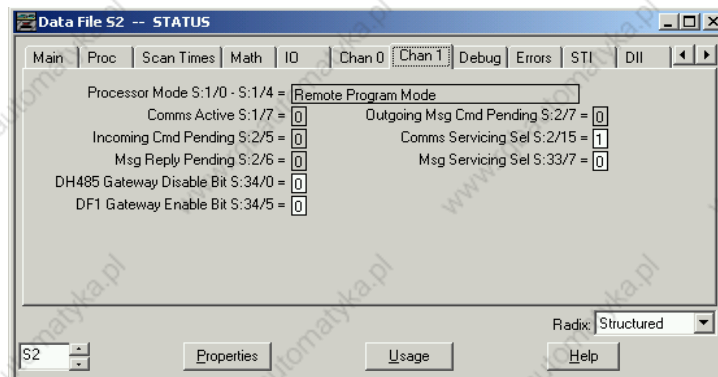 Data File S2 -- STATUS
Main Proc Scan Times Math IO Chan 0 Chan 1 Debug Errors STI DII
Processor Mode S:1/0 - S:1/4 = Remote Program Mode
Comms Active S:1/7 = 0 Outgoing Msg Cmd Pending S:2/7 = 0
Incoming Cmd Pending S:2/5 = 0 Comms Servicing Sel S:2/15 = 1
Msg Reply Pending S:2/6 = 0 Msg Servicing Sel S:33/7 = 0
DH485 Gateway Disable Bit S:34/0 = 0
DF1 Gateway Enable Bit S:34/5 = 0
Radix: Structured
S2 Properties Usage Help